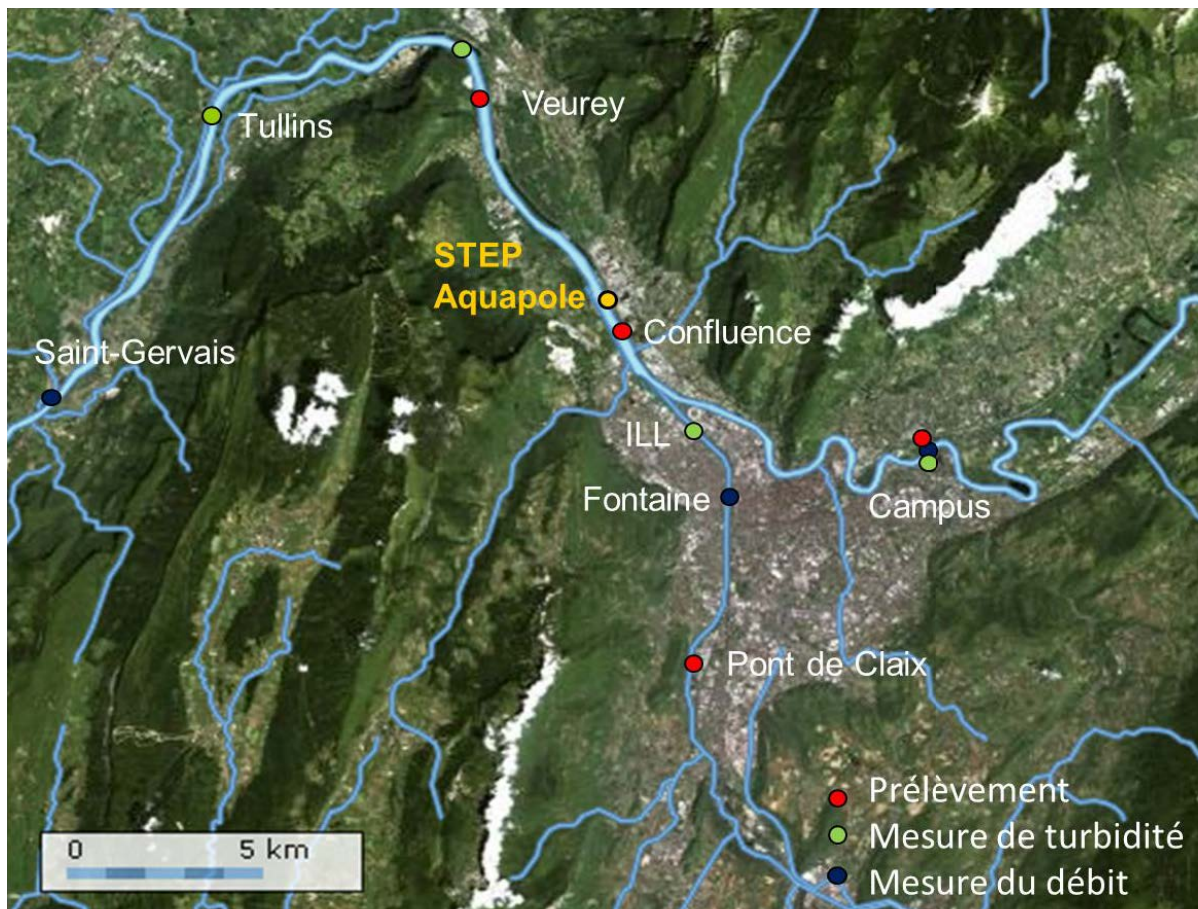 Veurey
Tullins
STEP
Aquapole
Confluence
Saint-Gervais
ILL
Fontaine
Campus
Pont de Claix
Prélèvement
Mesure de turbidité
Mesure du débit
0 5 km